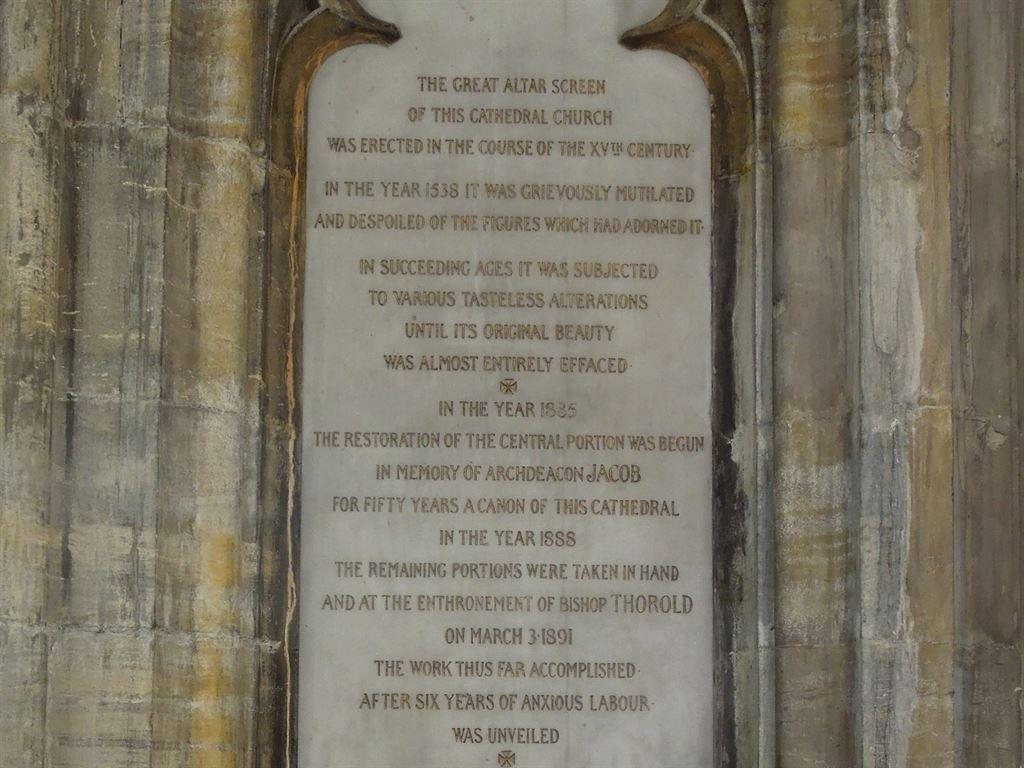 THE GREAT ALTAR SCREEN
OF THIS CATHEDRAL CHURCH
WAS ERECTED IN THE COURSE OF THE XVTH CENTURY·
IN THE YEAR 1538 IT WAS GRIEVOUSLY MUTILATED
AND DESPOILED OF THE FIGURES WHICH HAD ADORNED IT·
IN SUCCEEDING AGES IT WAS SUBJECTED
TO VARIOUS TASTELESS ALTERATIONS
UNTIL ITS ORIGINAL BEAUTY
WAS ALMOST ENTIRELY EFFACED·
IN THE YEAR 1885
THE RESTORATION OF THE CENTRAL PORTION WAS BEGUN
IN MEMORY OF ARCHDEACON JACOB
FOR FIFTY YEARS A CANON OF THIS CATHEDRAL
IN THE YEAR 1888
THE REMAINING PORTIONS WERE TAKEN IN HAND
AND AT THE ENTHRONEMENT OF BISHOP THOROLD
ON MARCH 3·1891
THE WORK THUS FAR ACCOMPLISHED·
AFTER SIX YEARS OF ANXIOUS LABOUR·
WAS UNVEILED